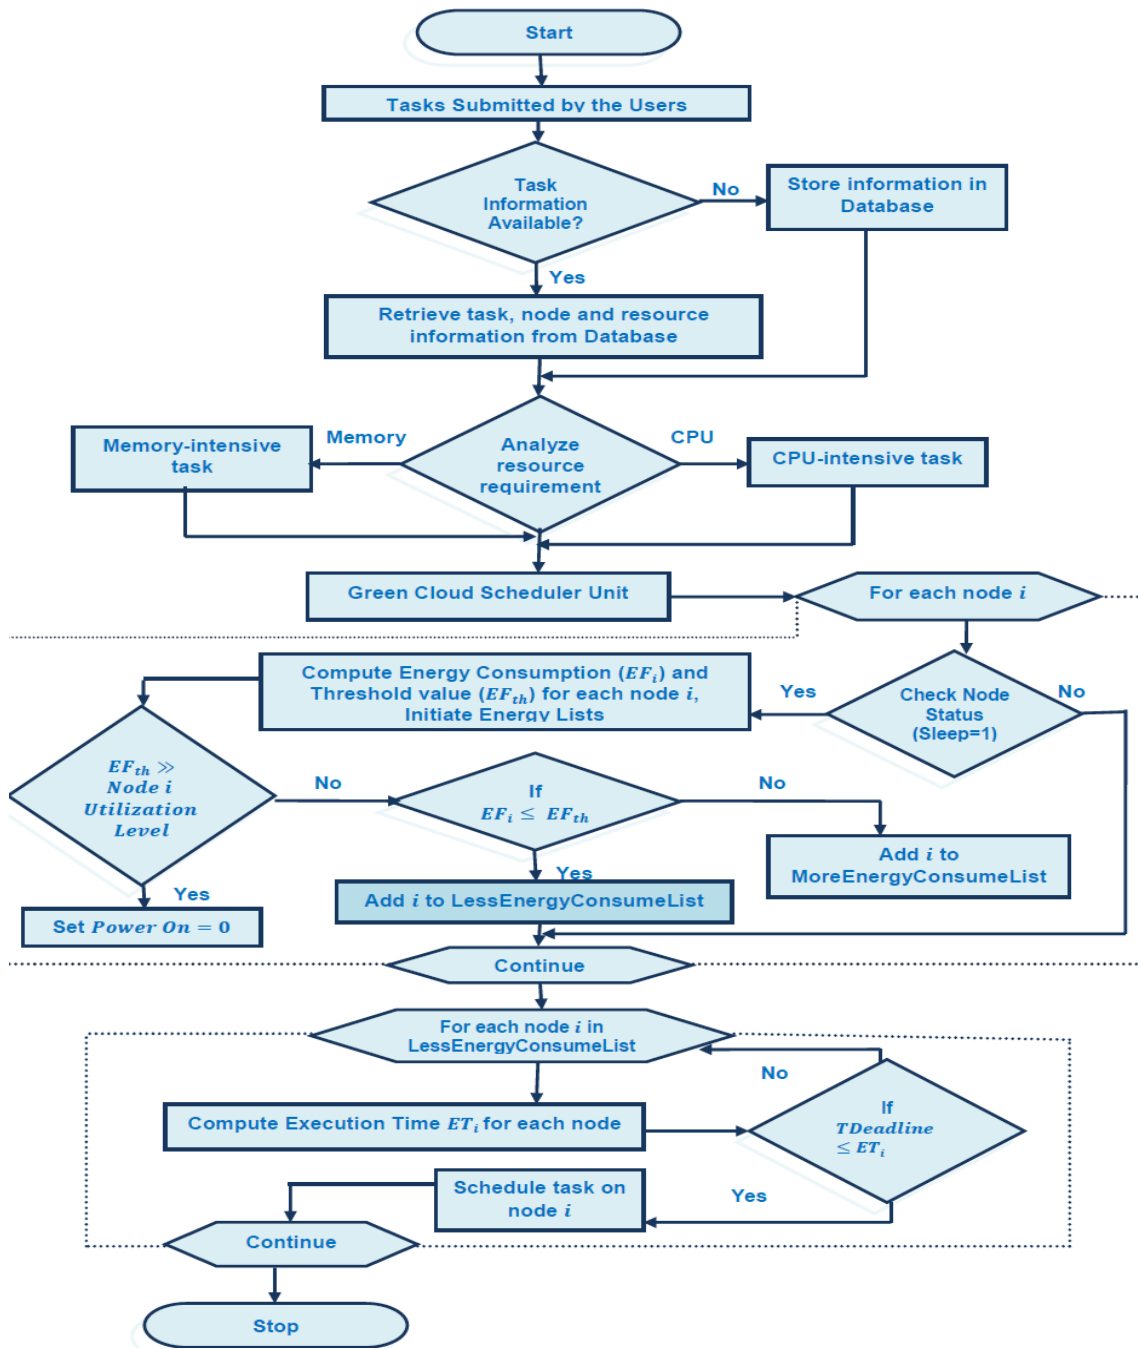 Start
Tasks Submitted by the Users
Task
Information
Available?
No
Store information in
Database
Yes
Retrieve task, node and resource
information from Database
Memory-intensive
task
Memory
Analyze
resource
requirement
CPU
CPU-intensive task
Green Cloud Scheduler Unit
For each node i
Compute Energy Consumption (EFᵢ) and
Threshold value (EFₜₕ) for each node i,
Initiate Energy Lists
Yes
Check Node
Status
(Sleep=1)
No
EFₜₕ ≫
Node i
Utilization
Level
No
If
EFᵢ ≤ EFₜₕ
No
Add i to
MoreEnergyConsumeList
Yes
Yes
Set Power On = 0
Add i to LessEnergyConsumeList
Continue
For each node i in
LessEnergyConsumeList
No
Compute Execution Time ETᵢ for each node
If
TDeadline
≤ ETᵢ
Schedule task on
node i
Yes
Continue
Stop